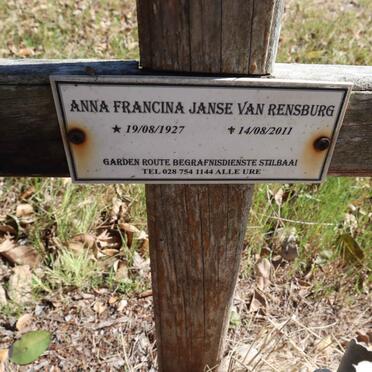 ANNA FRANCINA JANSE VAN RENSBURG
★ 19/08/1927 ✟ 14/08/2011
GARDEN ROUTE BEGRAFNISDIENSTE STILBAAI
TEL 028 754 1144 ALLE URE